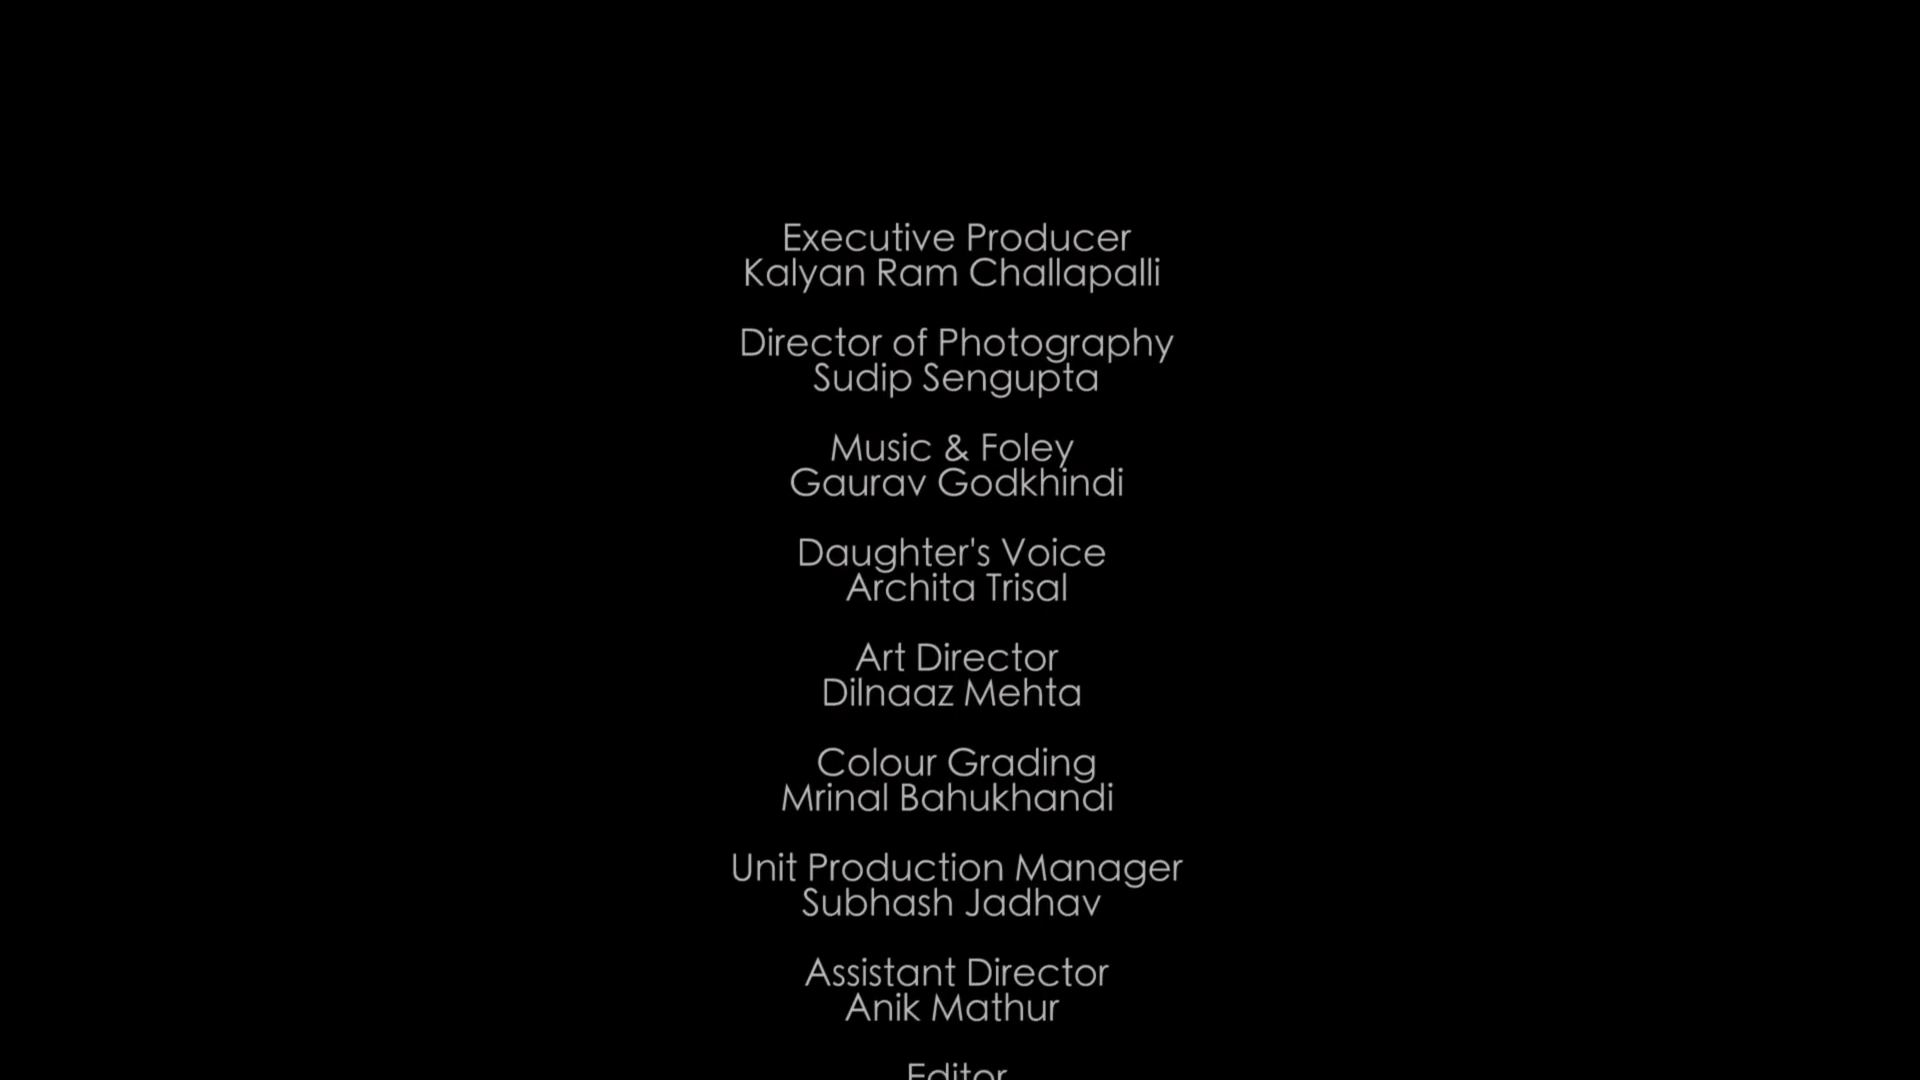 Executive Producer
Kalyan Ram Challapalli
Director of Photography
Sudip Sengupta
Music & Foley
Gaurav Godkhindi
Daughter's Voice
Archita Trisal
Art Director
Dilnaaz Mehta
Colour Grading
Mrinal Bahukhandi
Unit Production Manager
Subhash Jadhav
Assistant Director
Anik Mathur
Editor